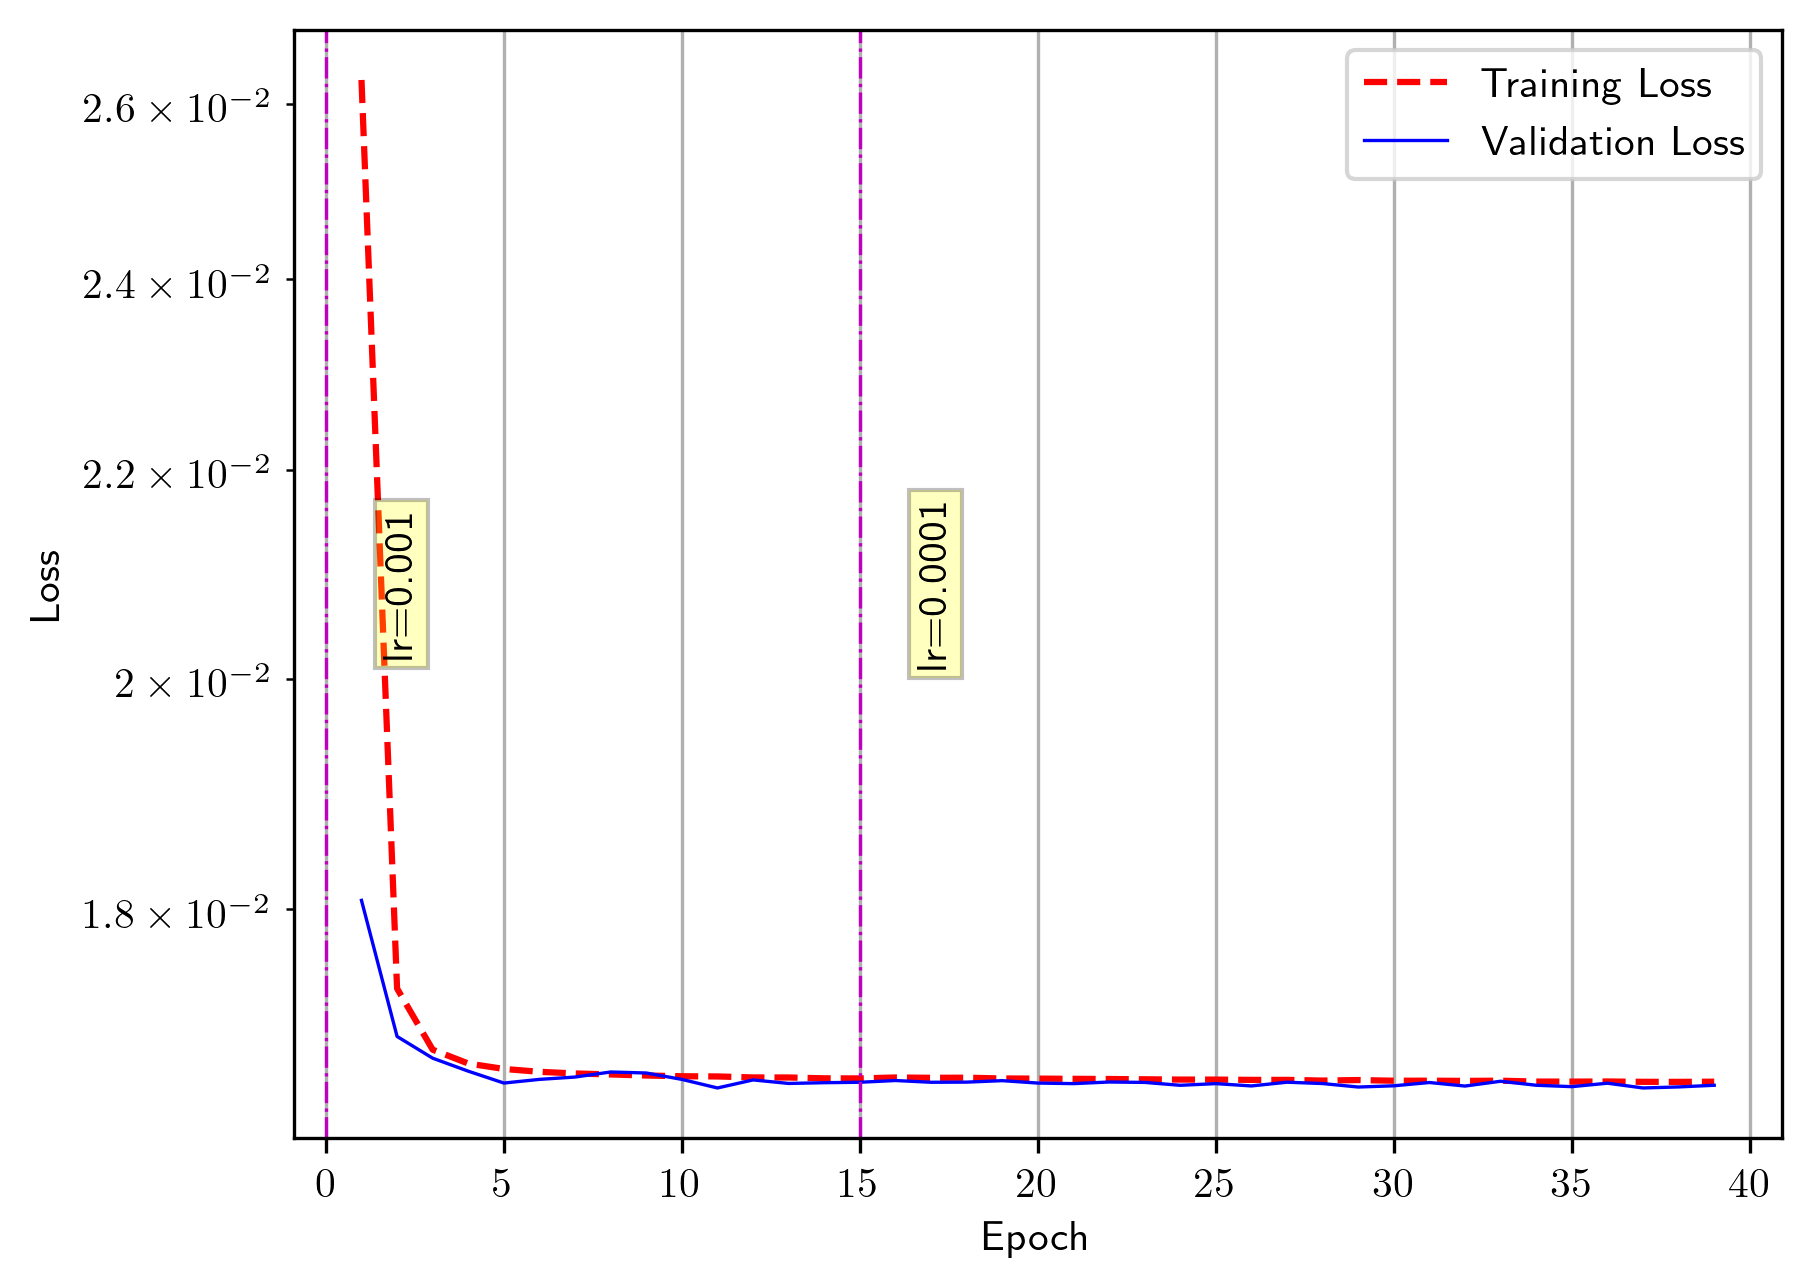 Training Loss
Validation Loss
2.6 × 10⁻²
2.4 × 10⁻²
2.2 × 10⁻²
2 × 10⁻²
1.8 × 10⁻²
Loss
lr=0.001
lr=0.0001
0 5 10 15 20 25 30 35 40
Epoch